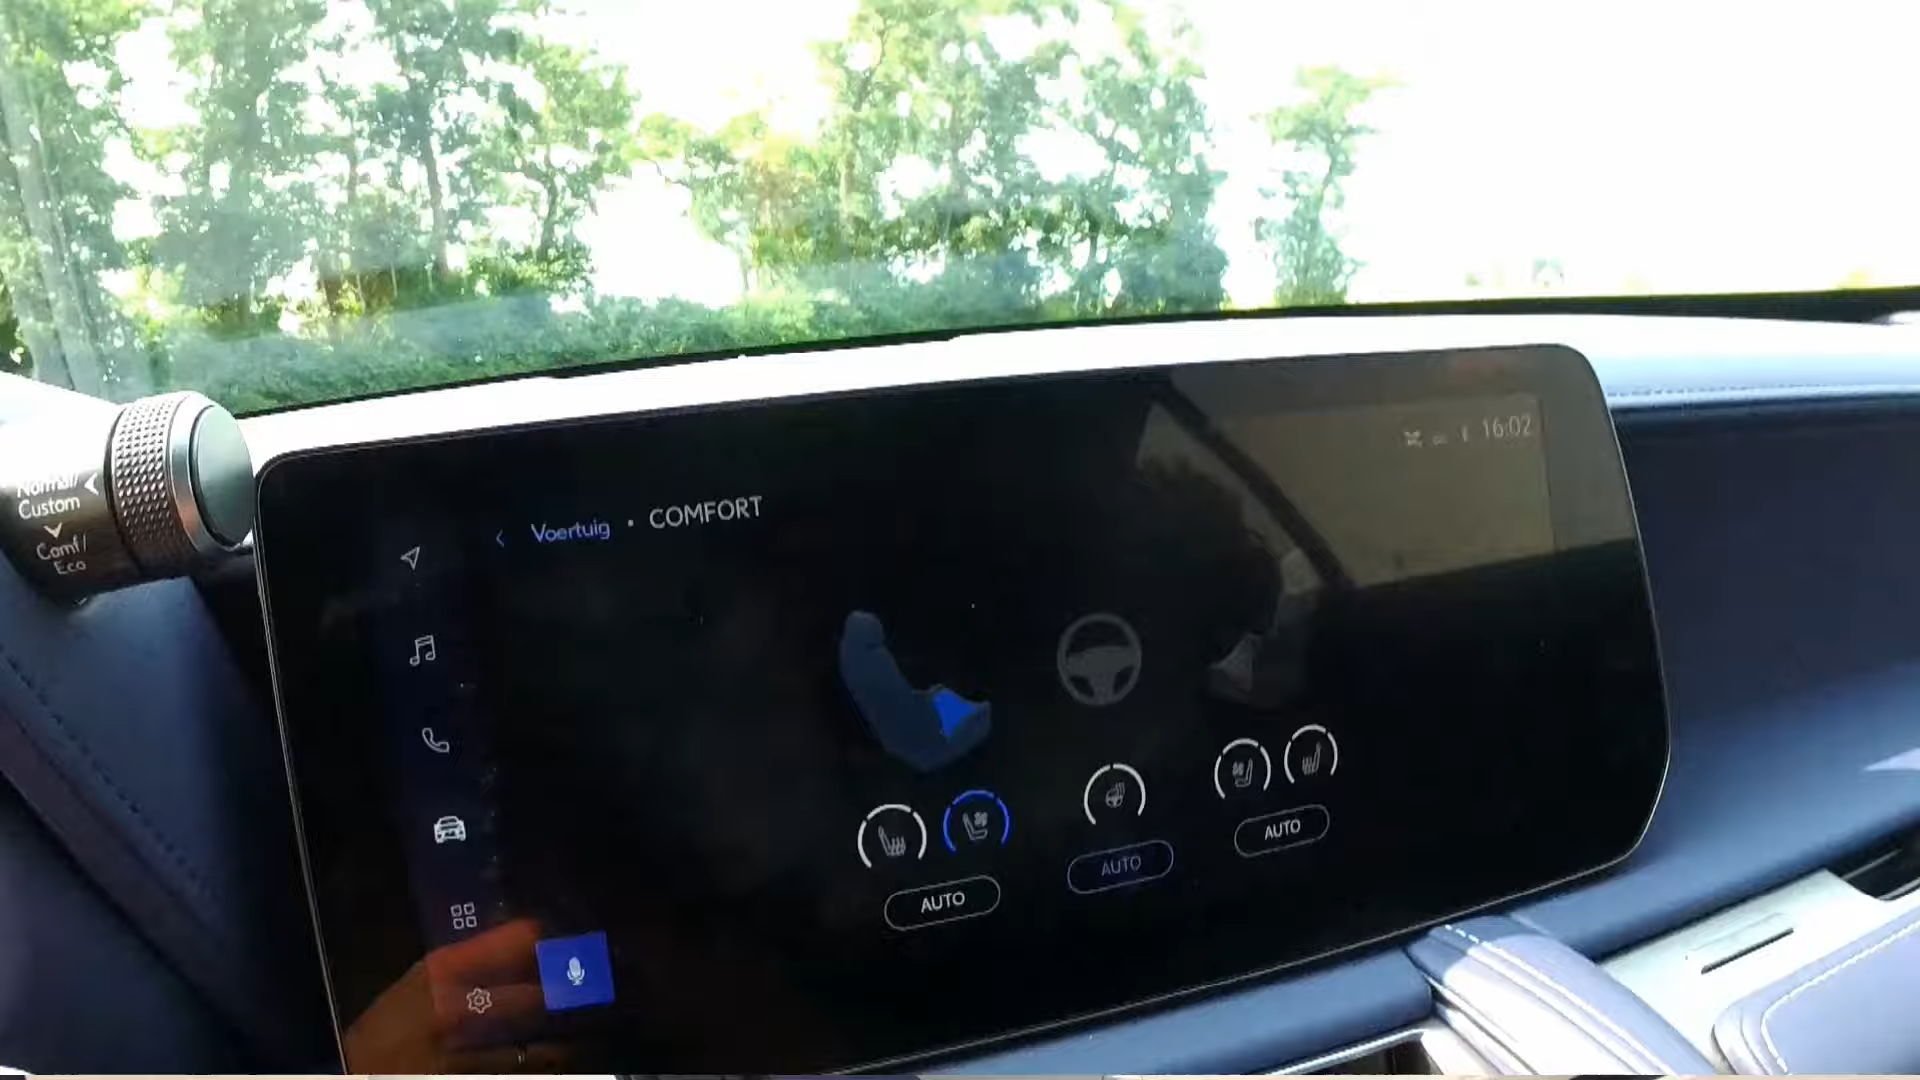 16:02
Voertuig • COMFORT
Normal/
Custom
Comf/
Eco
AUTO
AUTO
AUTO